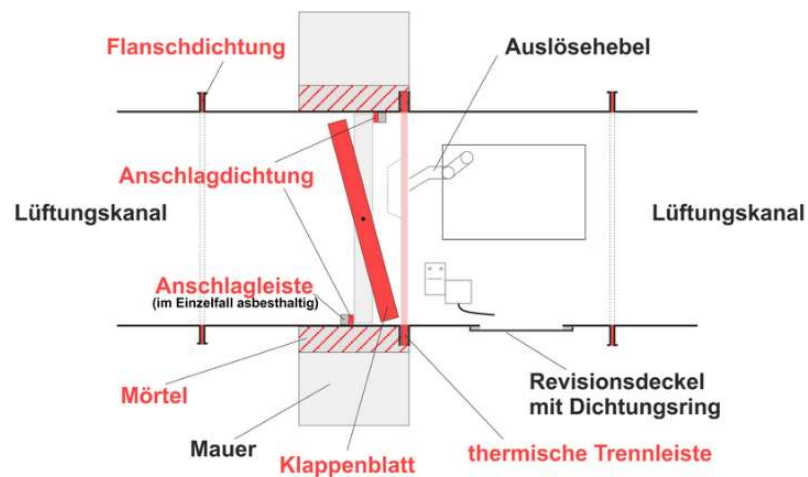 Flanschdichtung
Auslösehebel
Anschlagdichtung
Lüftungskanal
Lüftungskanal
Anschlagleiste
(im Einzelfall asbesthaltig)
Mörtel
Revisionsdeckel
mit Dichtungsring
Mauer
Klappenblatt
thermische Trennleiste